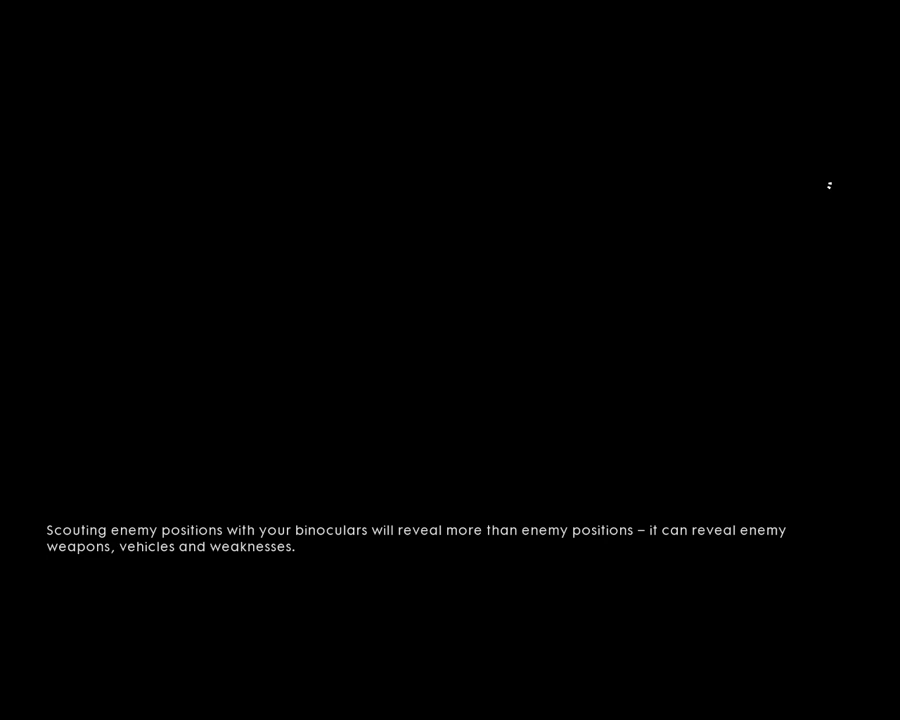 Scouting enemy positions with your binoculars will reveal more than enemy positions – it can reveal enemy
weapons, vehicles and weaknesses.